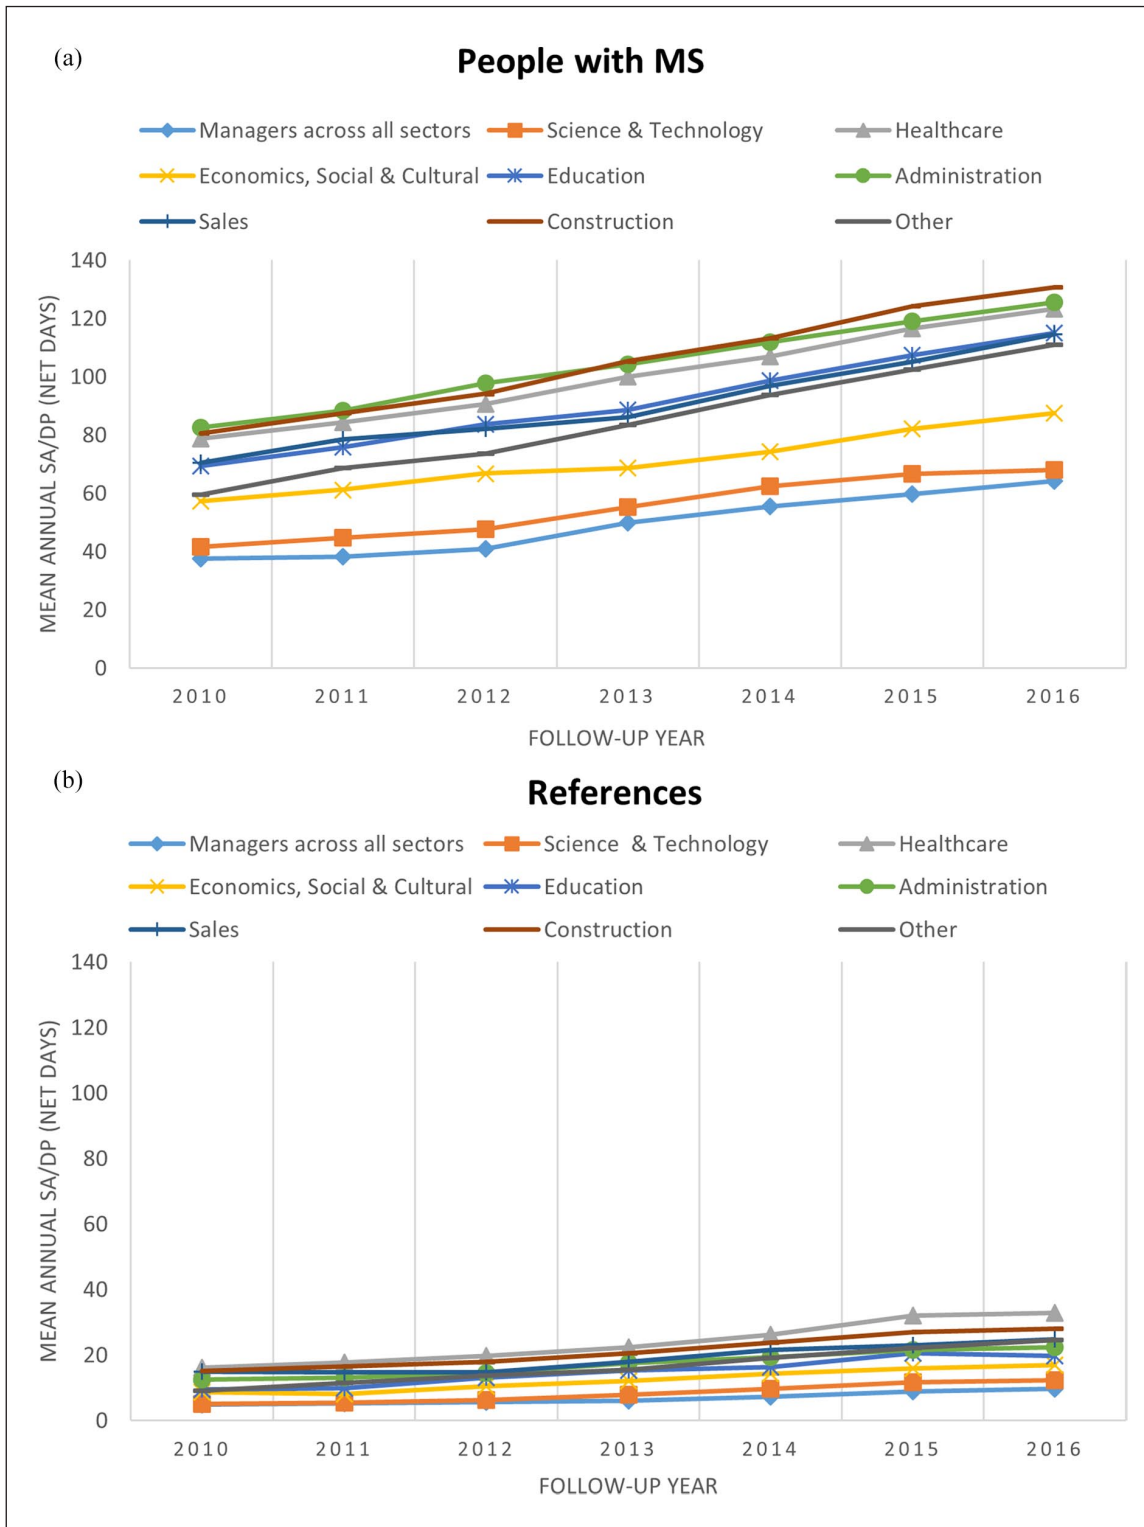 (a)
People with MS
Managers across all sectors Science & Technology Healthcare
Economics, Social & Cultural Education Administration
Sales Construction Other
MEAN ANNUAL SA/DP (NET DAYS)
140
120
100
80
60
40
20
0
2010 2011 2012 2013 2014 2015 2016
FOLLOW-UP YEAR
(b)
References
Managers across all sectors Science & Technology Healthcare
Economics, Social & Cultural Education Administration
Sales Construction Other
MEAN ANNUAL SA/DP (NET DAYS)
140
120
100
80
60
40
20
0
2010 2011 2012 2013 2014 2015 2016
FOLLOW-UP YEAR